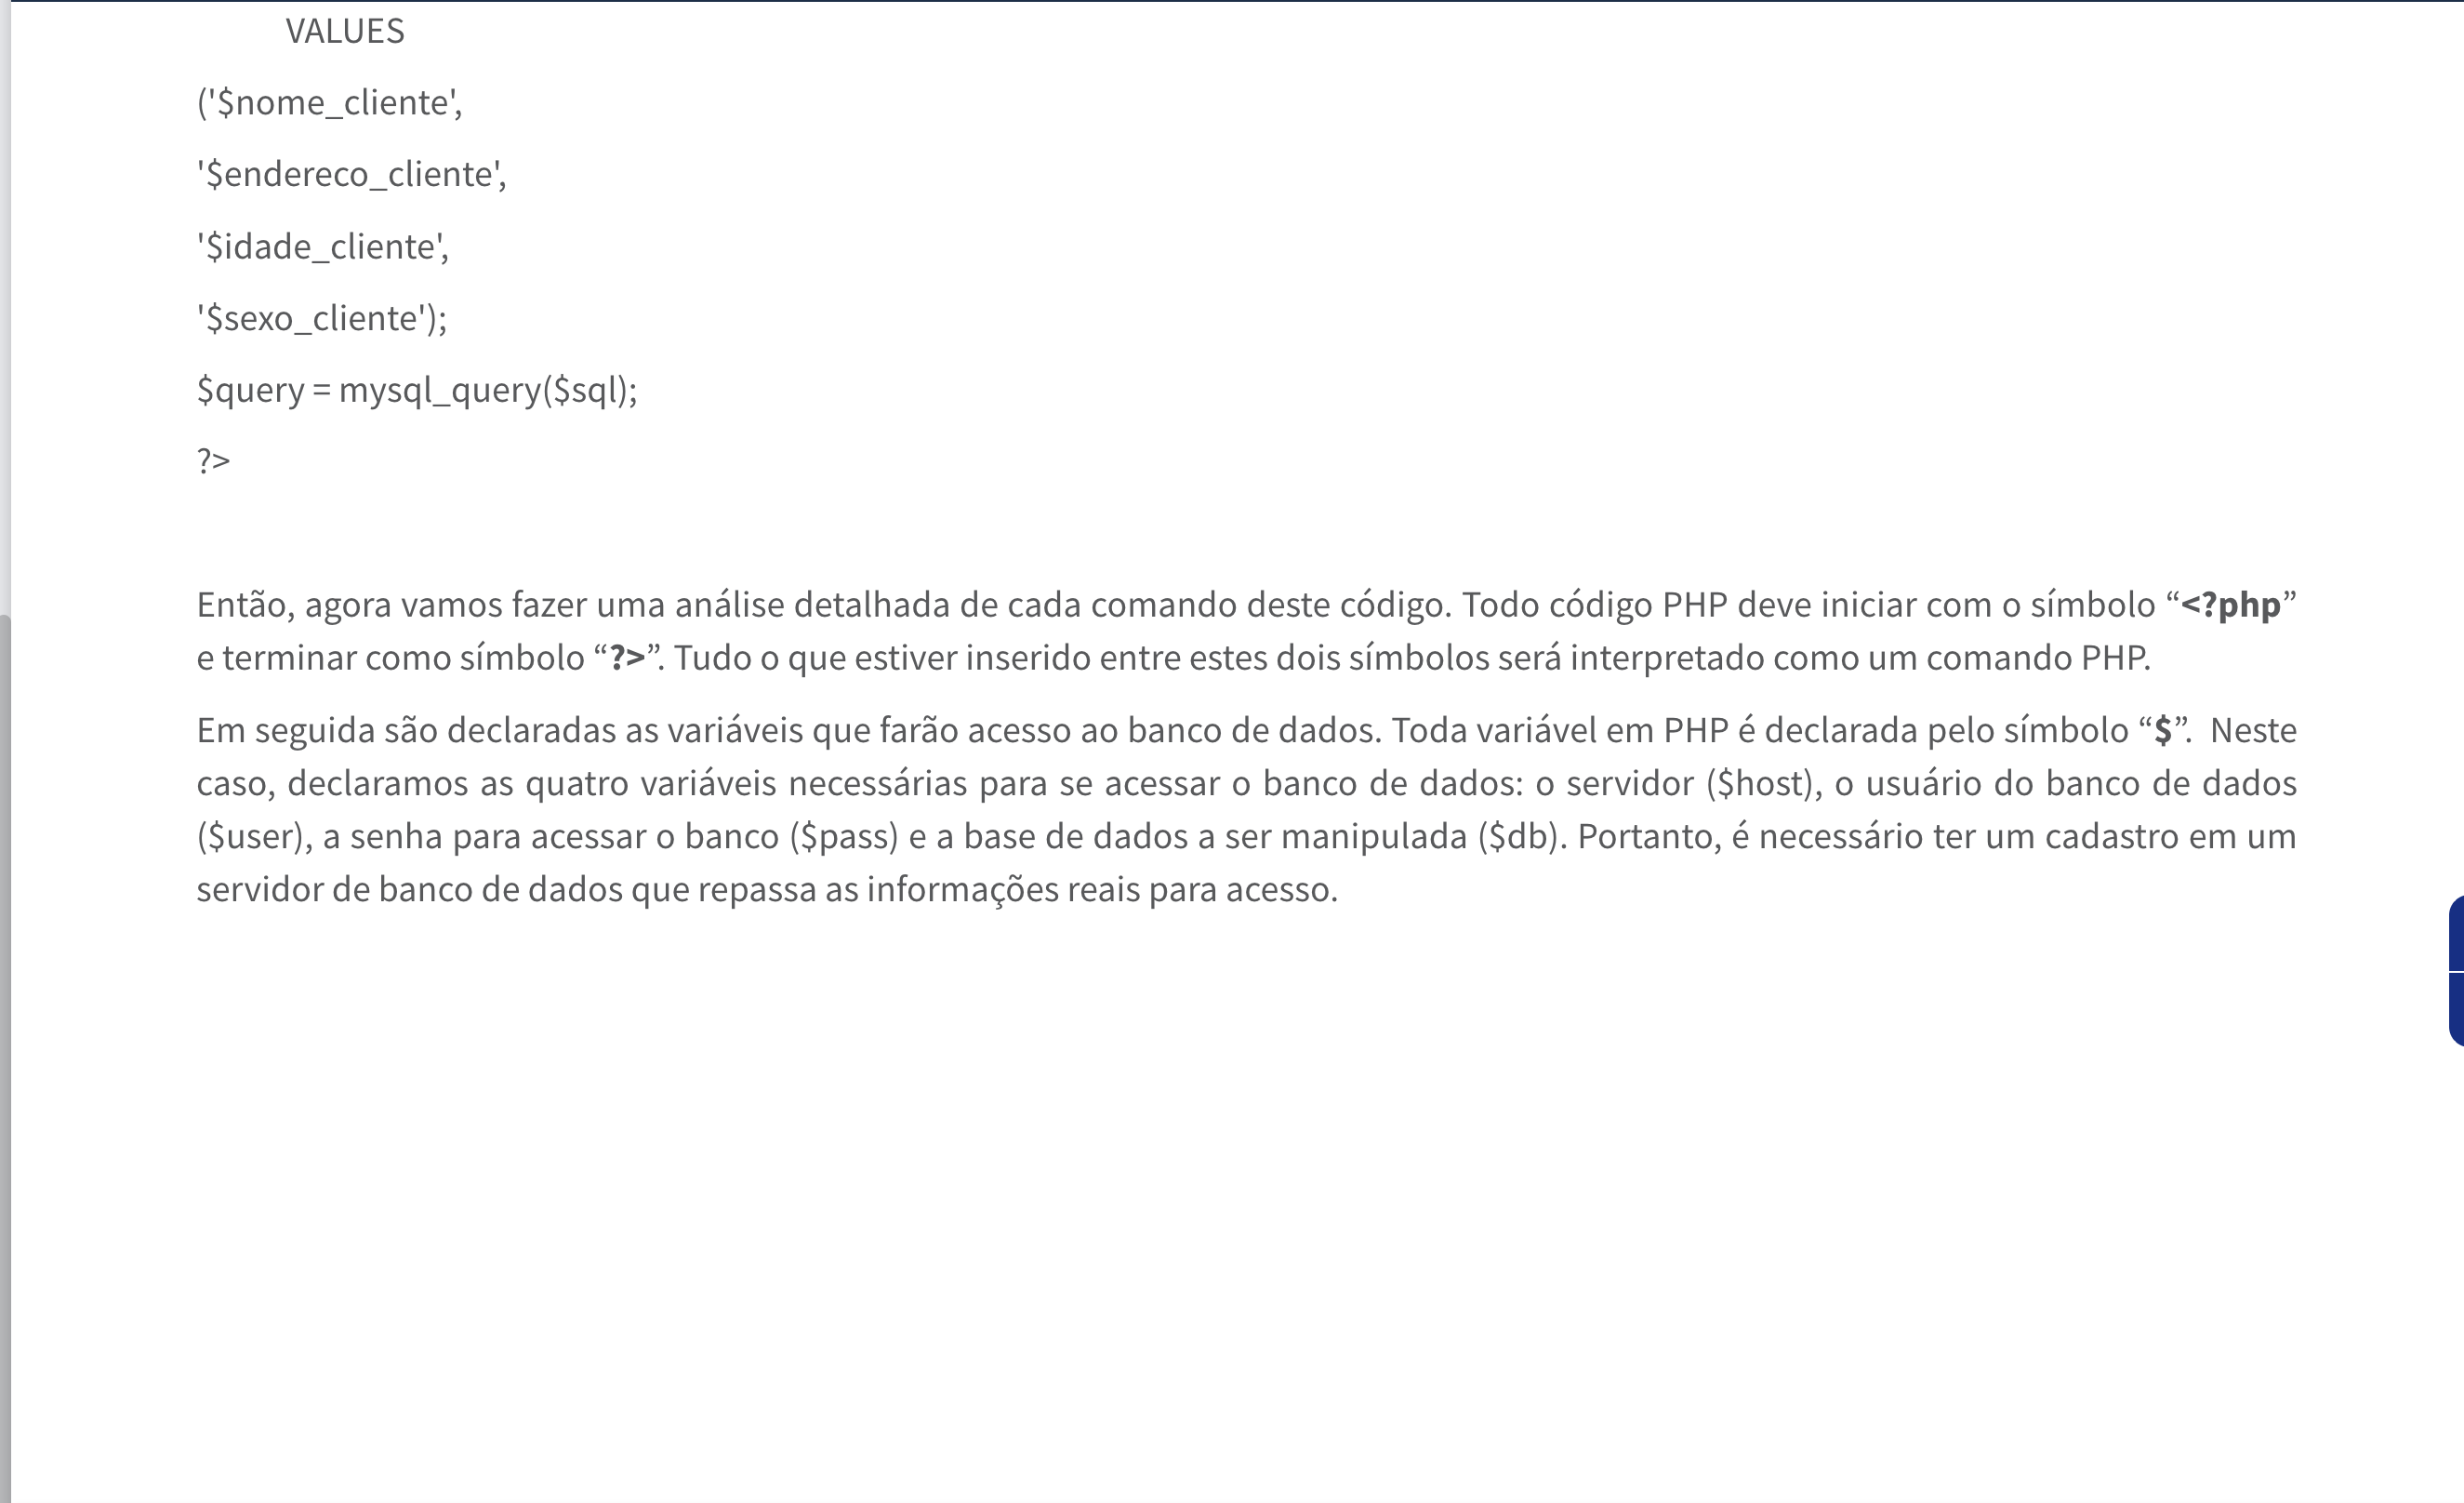 VALUES
('$nome_cliente',
'$endereco_cliente',
'$idade_cliente',
'$sexo_cliente');
$query = mysql_query($sql);
?>
Então, agora vamos fazer uma análise detalhada de cada comando deste código. Todo código PHP deve iniciar com o símbolo “<?php”
e terminar como símbolo “?>”. Tudo o que estiver inserido entre estes dois símbolos será interpretado como um comando PHP.
Em seguida são declaradas as variáveis que farão acesso ao banco de dados. Toda variável em PHP é declarada pelo símbolo “$”.  Neste
caso, declaramos as quatro variáveis necessárias para se acessar o banco de dados: o servidor ($host), o usuário do banco de dados
($user), a senha para acessar o banco ($pass) e a base de dados a ser manipulada ($db). Portanto, é necessário ter um cadastro em um
servidor de banco de dados que repassa as informações reais para acesso.